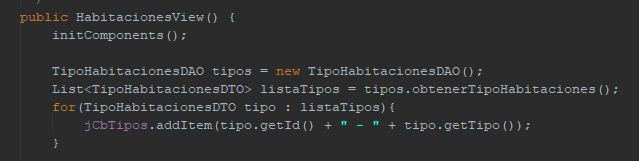 public HabitacionesView() {
initComponents();
TipoHabitacionesDAO tipos = new TipoHabitacionesDAO();
List<TipoHabitacionesDTO> listaTipos = tipos.obtenerTipoHabitaciones();
for(TipoHabitacionesDTO tipo : listaTipos){
jCbTipos.addItem(tipo.getId() + " - " + tipo.getTipo());
}